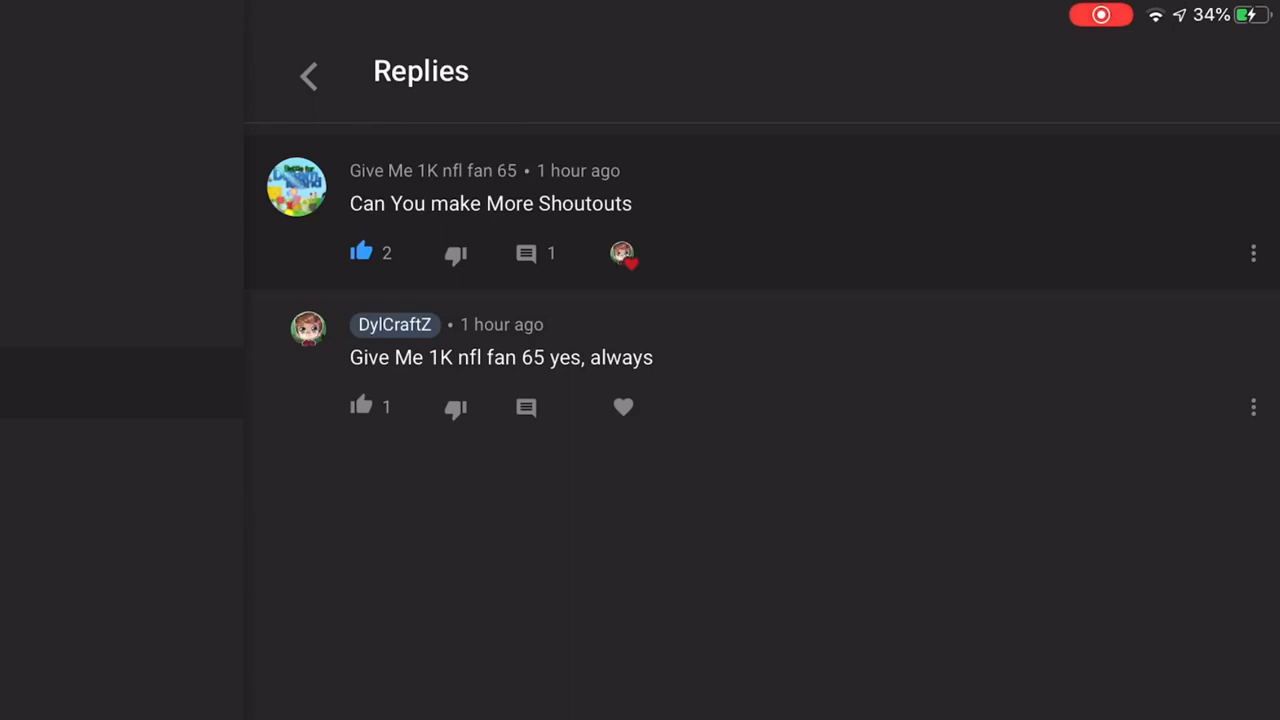 34%
Replies
Give Me 1K nfl fan 65 • 1 hour ago
Can You make More Shoutouts
2
1
DylCraftZ • 1 hour ago
Give Me 1K nfl fan 65 yes, always
1